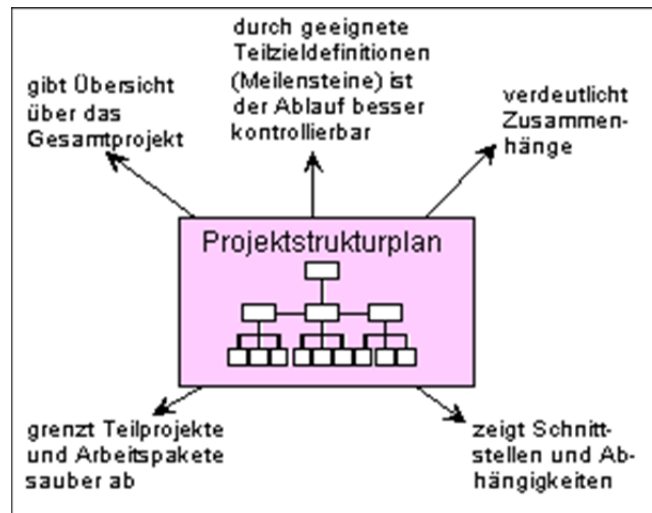 gibt Übersicht
über das
Gesamtprojekt
durch geeignete
Teilzieldefinitionen
(Meilensteine) ist
der Ablauf besser
kontrollierbar
verdeutlicht
Zusammen-
hänge
Projektstrukturplan
grenzt Teilprojekte
und Arbeitspakete
sauber ab
zeigt Schnitt-
stellen und Ab-
hängigkeiten